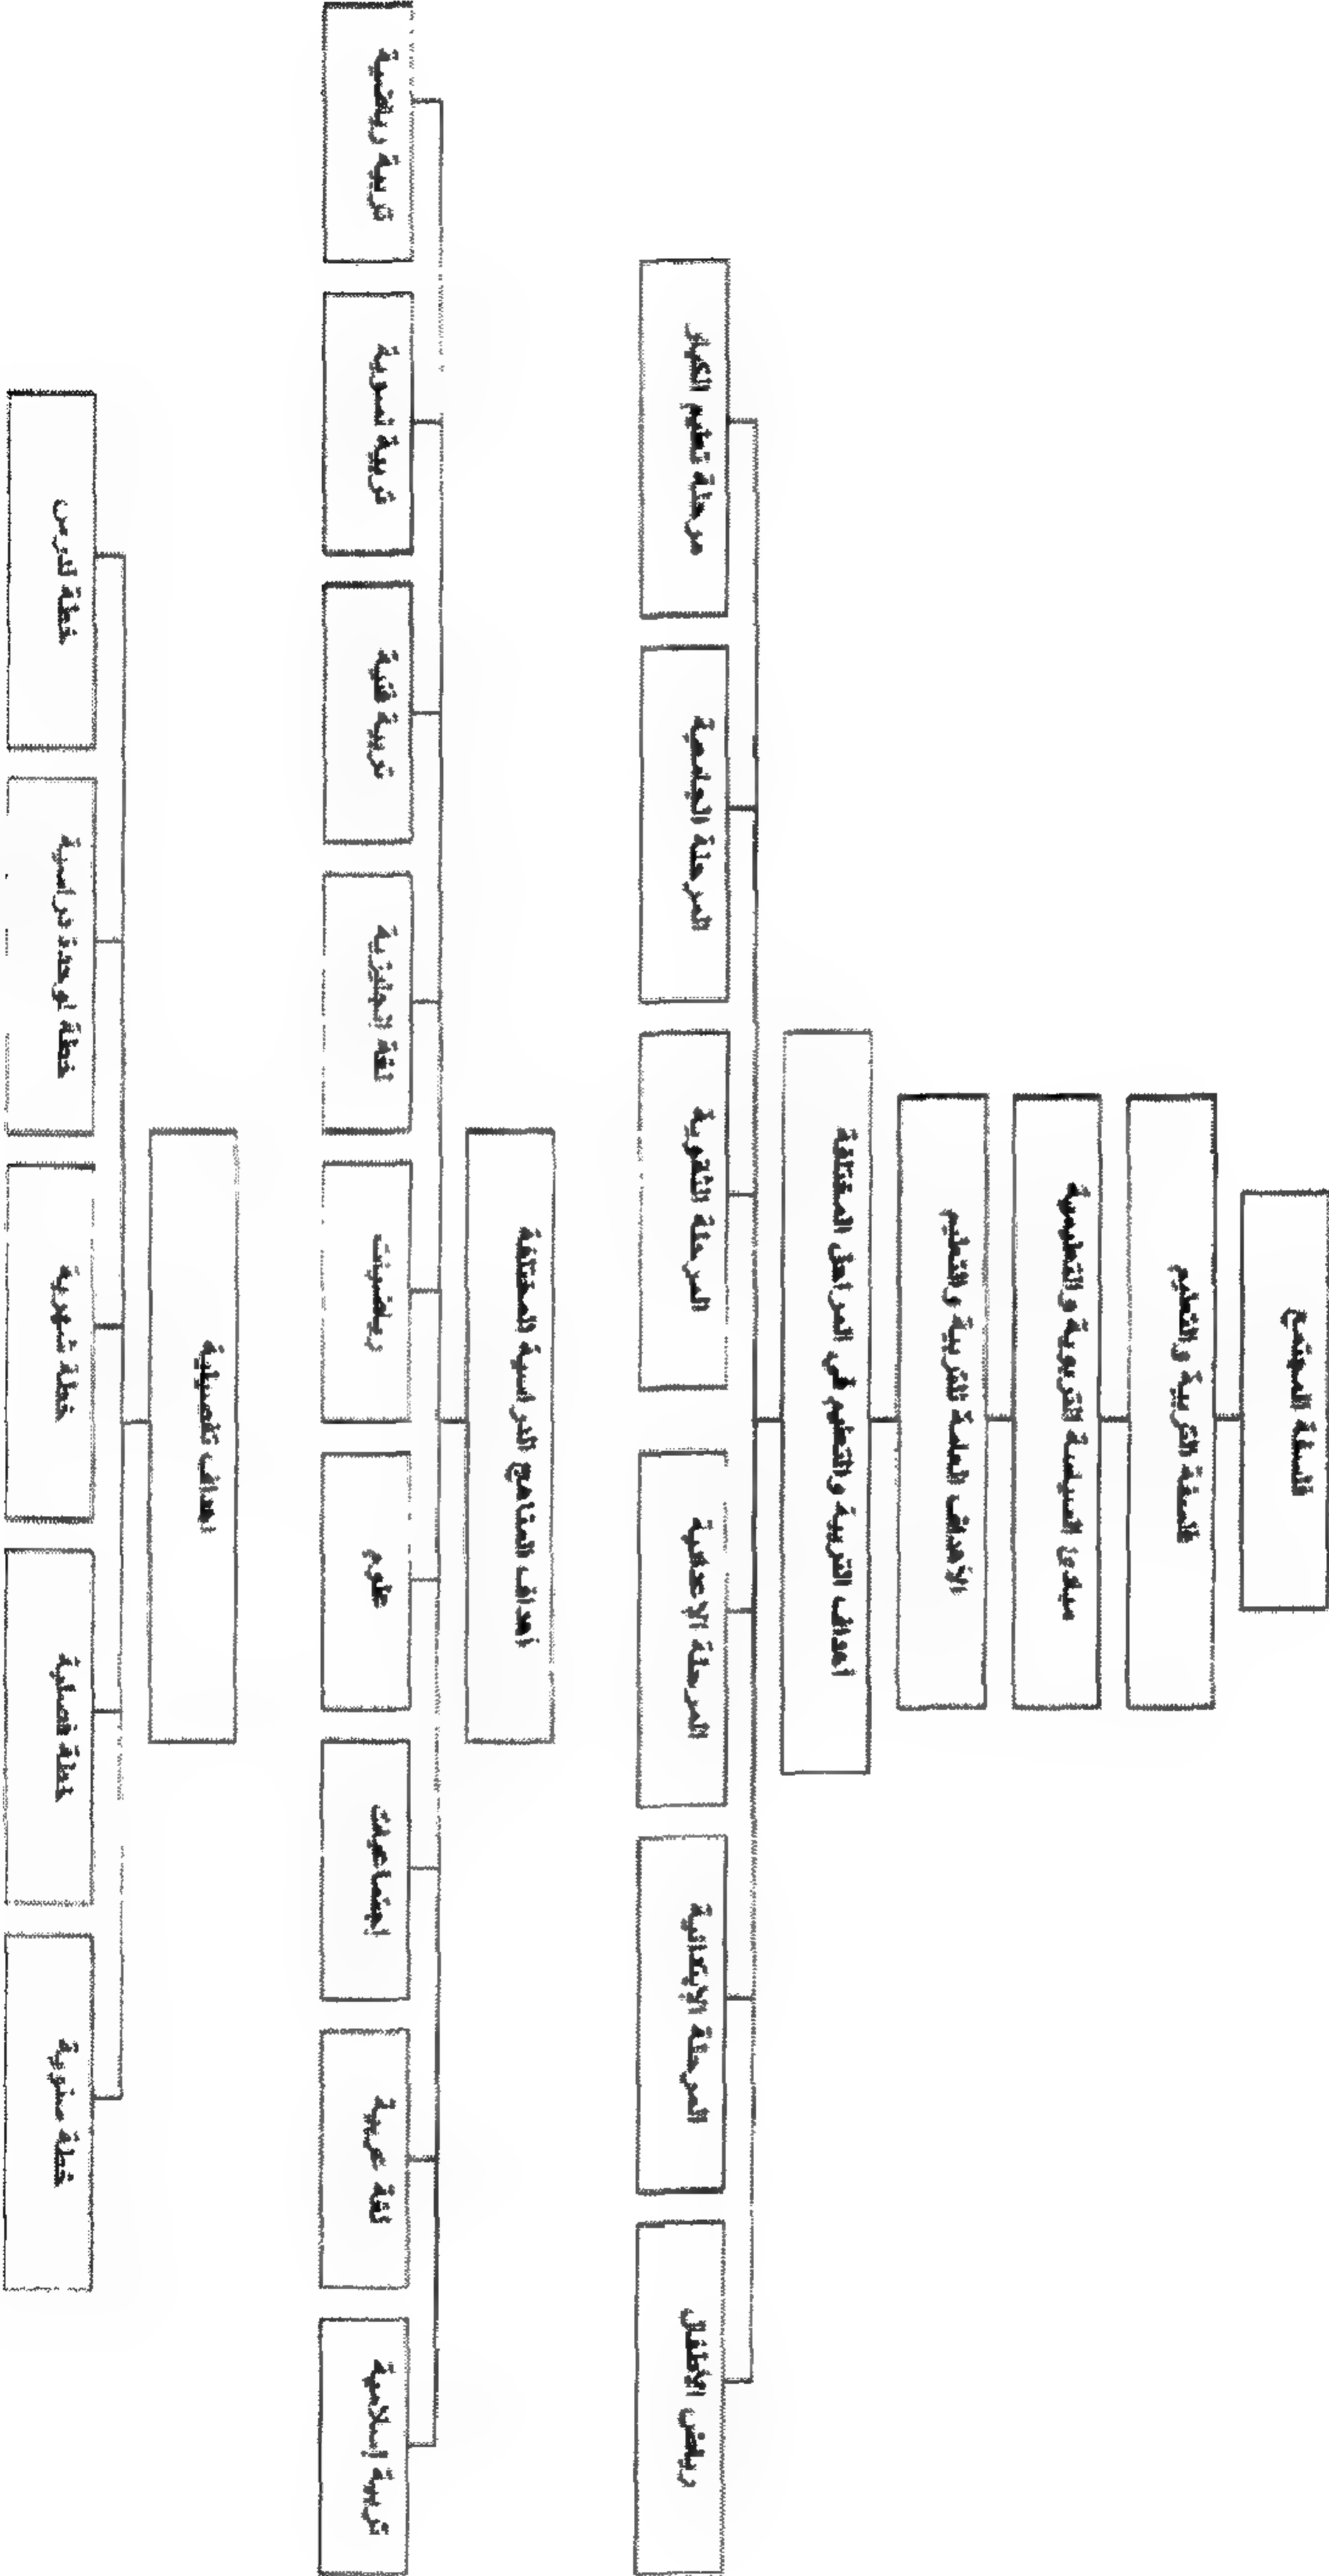 فلسفة المجتمع
فلسفة التربية والتعليم
مبادئ السياسة التربوية والتعليمية
الأهداف العامة للتربية والتعليم
أهداف التربية والتعليم في المراحل المختلفة
رياض الأطفال
المرحلة الابتدائية
المرحلة الإعدادية
المرحلة الثانوية
المرحلة الجامعية
مرحلة تعليم الكبار
أهداف المناهج الدراسية المختلفة
تربية إسلامية
لغة عربية
اجتماعيات
علوم
رياضيات
لغة انجليزية
تربية فنية
تربية أسرية
تربية رياضية
أهداف تفصيلية
خطة سنوية
خطة فصلية
خطة شهرية
خطة لوحدة دراسية
خطة لدرس